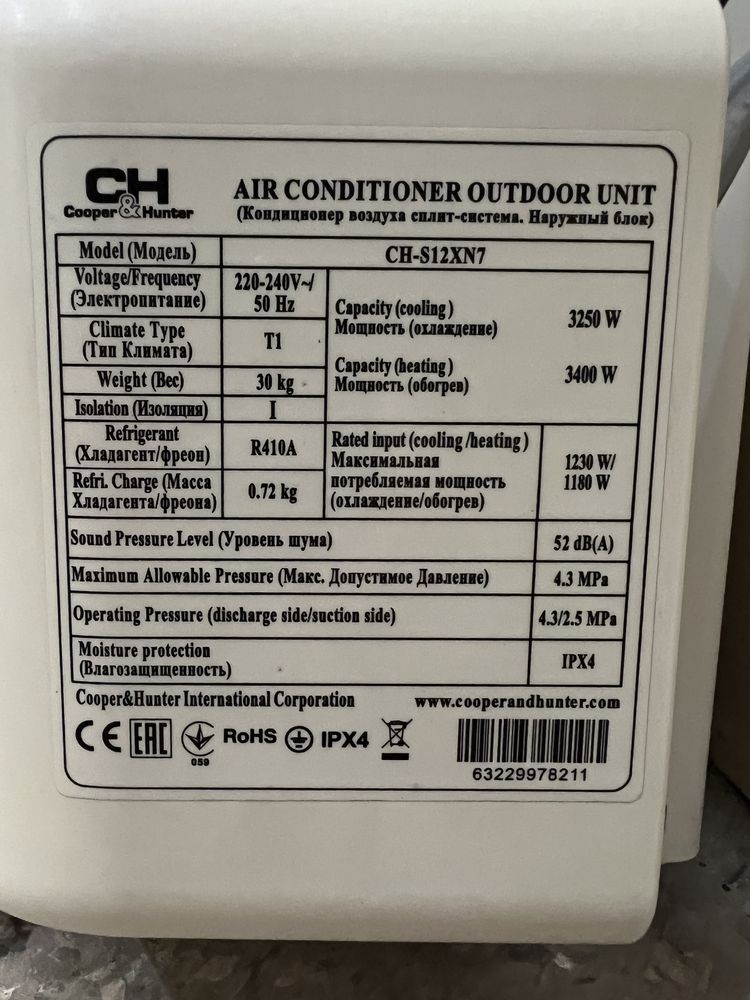 CH
Cooper & Hunter
AIR CONDITIONER OUTDOOR UNIT
(Кондиционер воздуха сплит-система. Наружный блок)
Model (Модель)
CH-S12XN7
Voltage/Frequency
(Электропитание)
220-240V~/
50 Hz
Climate Type
(Тип Климата)
T1
Weight (Вес)
30 kg
Isolation (Изоляция)
I
Capacity (cooling)
Мощность (охлаждение)
3250 W
Capacity (heating)
Мощность (обогрев)
3400 W
Refrigerant
(Хладагент/фреон)
R410A
Refri. Charge (Масса
Хладагента/фреона)
0.72 kg
Rated input (cooling /heating)
Максимальная
потребляемая мощность
(охлаждение/обогрев)
1230 W/
1180 W
Sound Pressure Level (Уровень шума)
52 dB(A)
Maximum Allowable Pressure (Макс. Допустимое Давление)
4.3 MPa
Operating Pressure (discharge side/suction side)
4.3/2.5 MPa
Moisture protection
(Влагозащищенность)
IPX4
Cooper&Hunter International Corporation
www.cooperandhunter.com
CE EAC 059 RoHS IPX4
63229978211